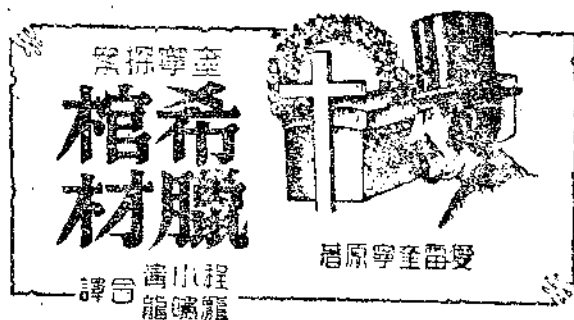 奎寧探案
希臘
棺材
愛雷奎寧原著
程小青
龐嘯龍
合譯